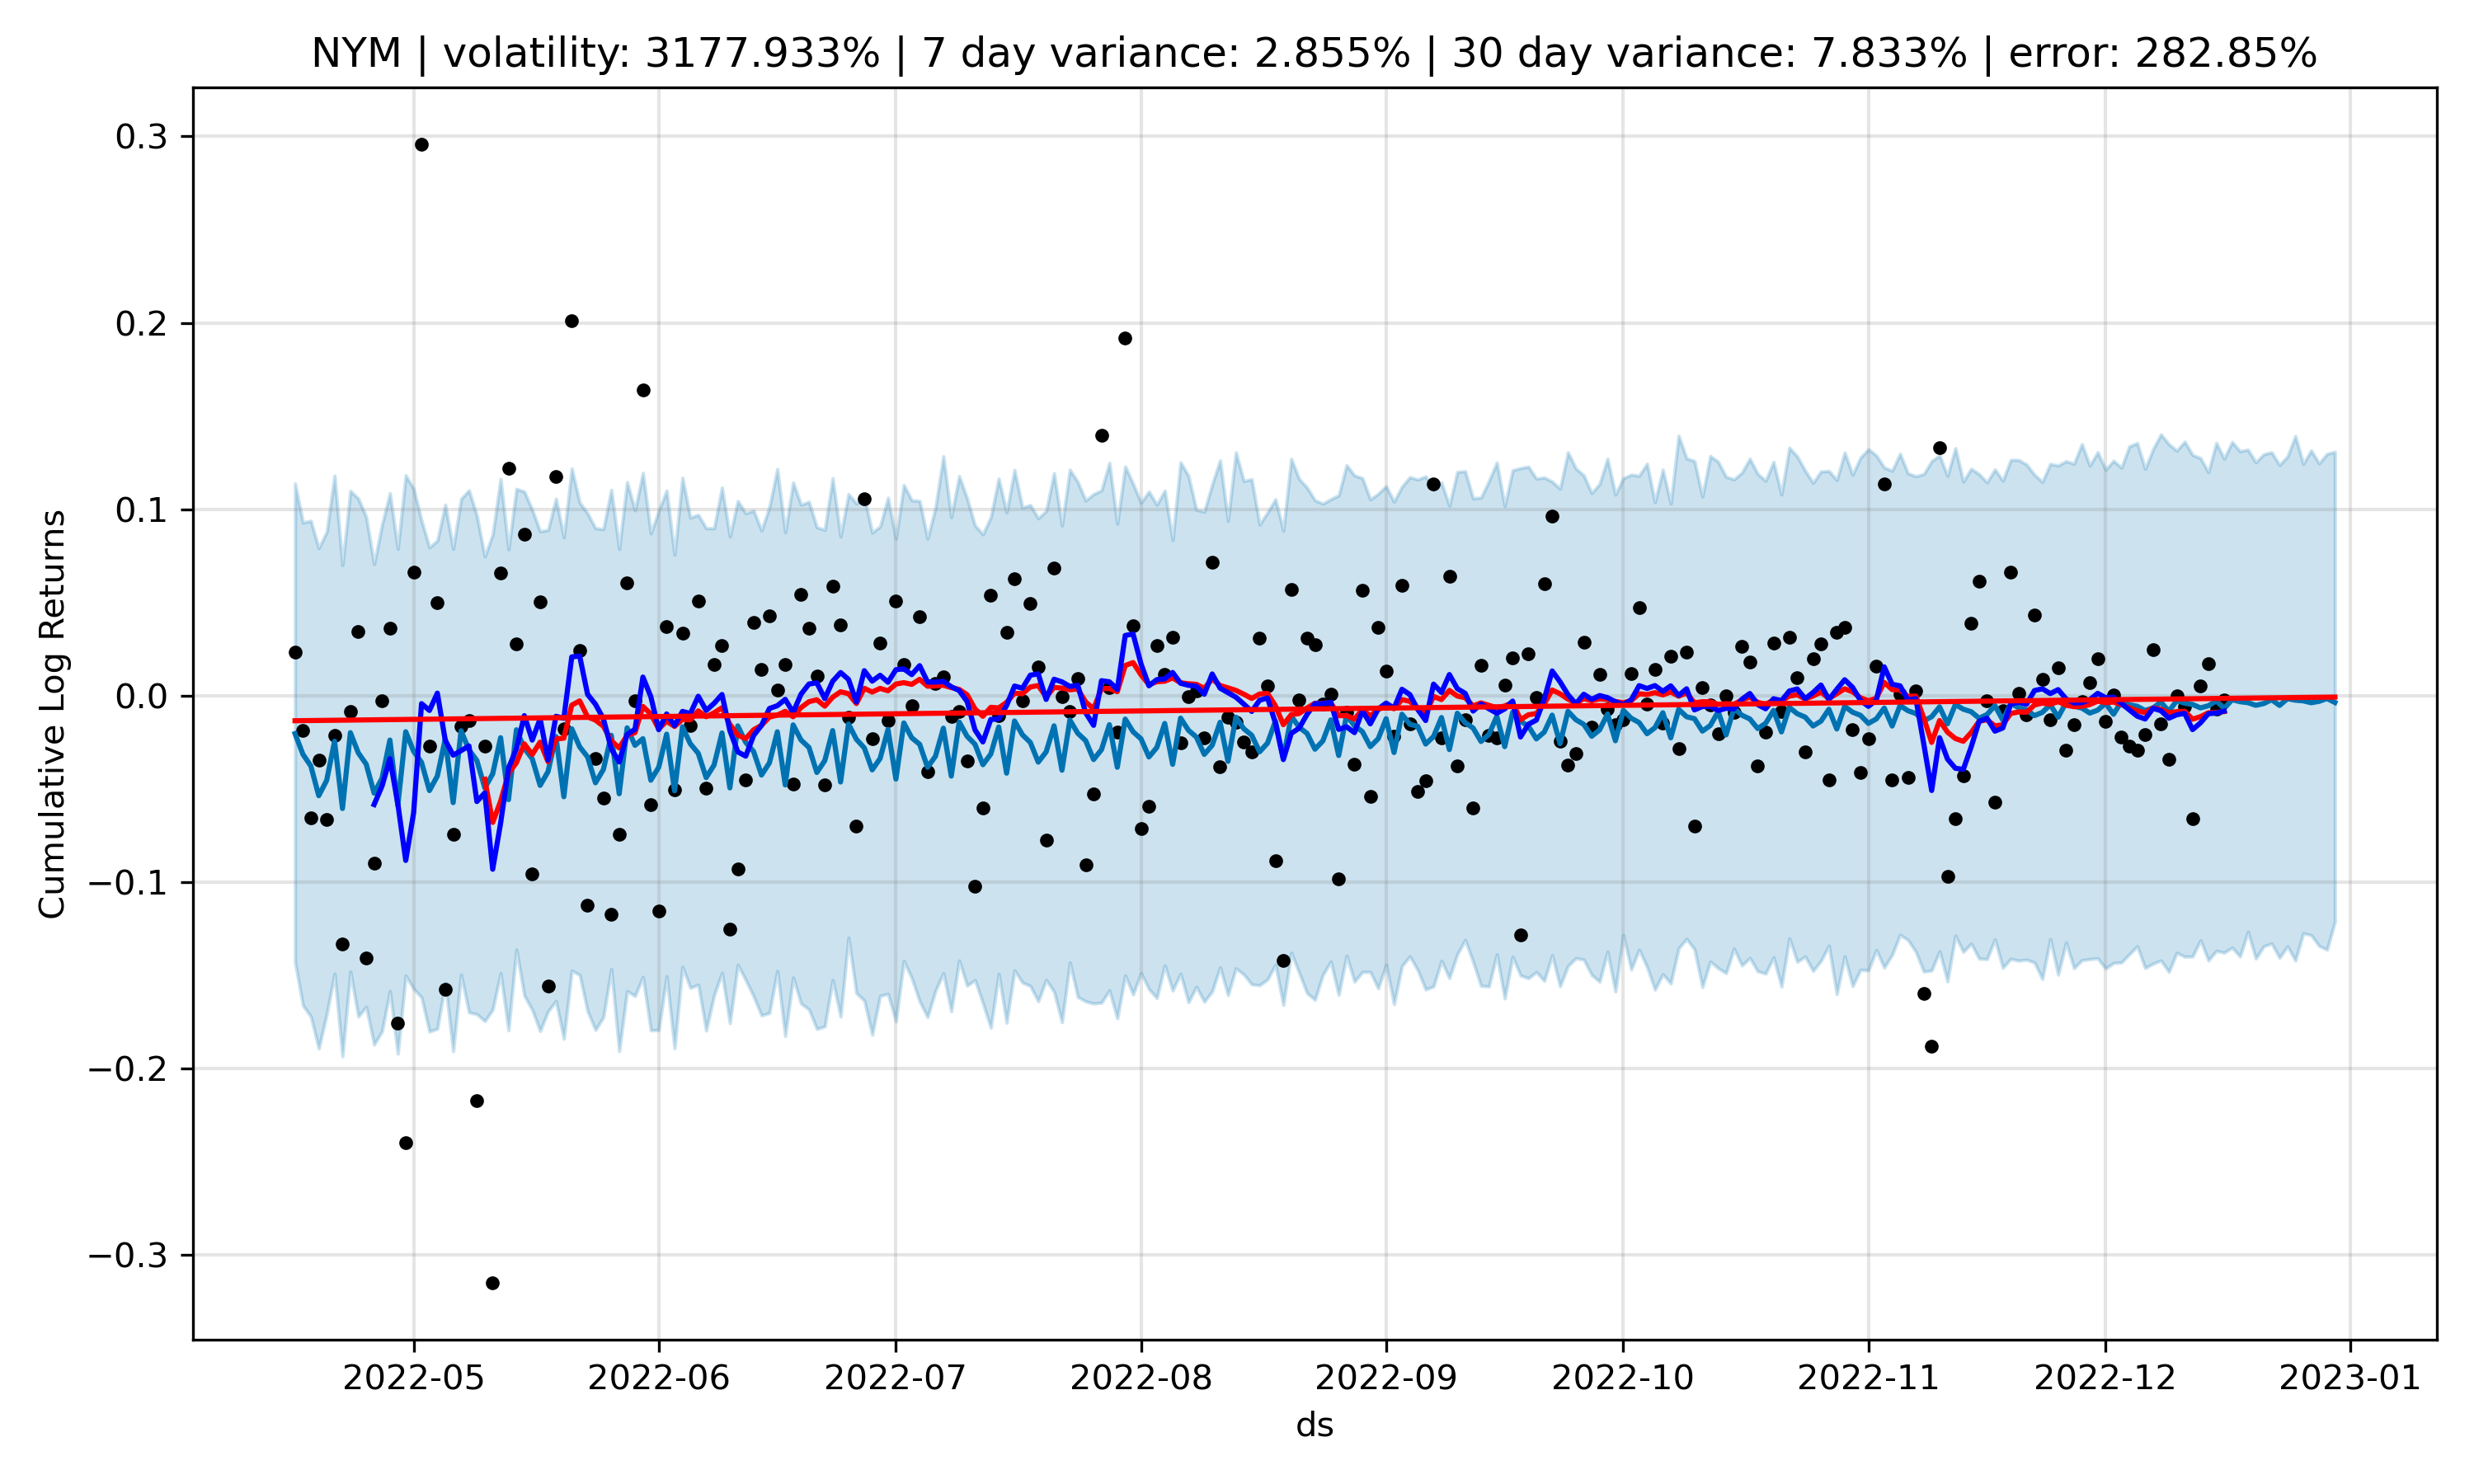 NYM | volatility: 3177.933% | 7 day variance: 2.855% | 30 day variance: 7.833% | error: 282.85%
Cumulative Log Returns
0.3
0.2
0.1
0.0
−0.1
−0.2
−0.3
2022-05 2022-06 2022-07 2022-08 2022-09 2022-10 2022-11 2022-12 2023-01
ds